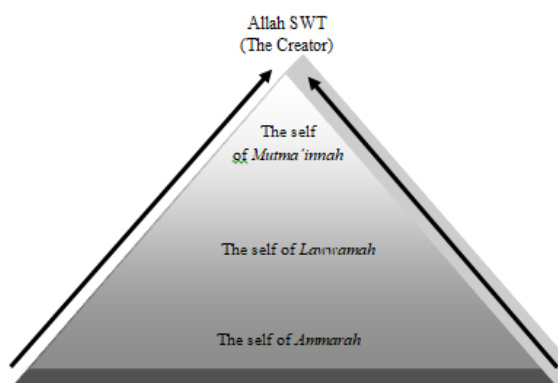 Allah SWT
(The Creator)
The self
of Mutma'innah
The self of Lawwamah
The self of Ammarah